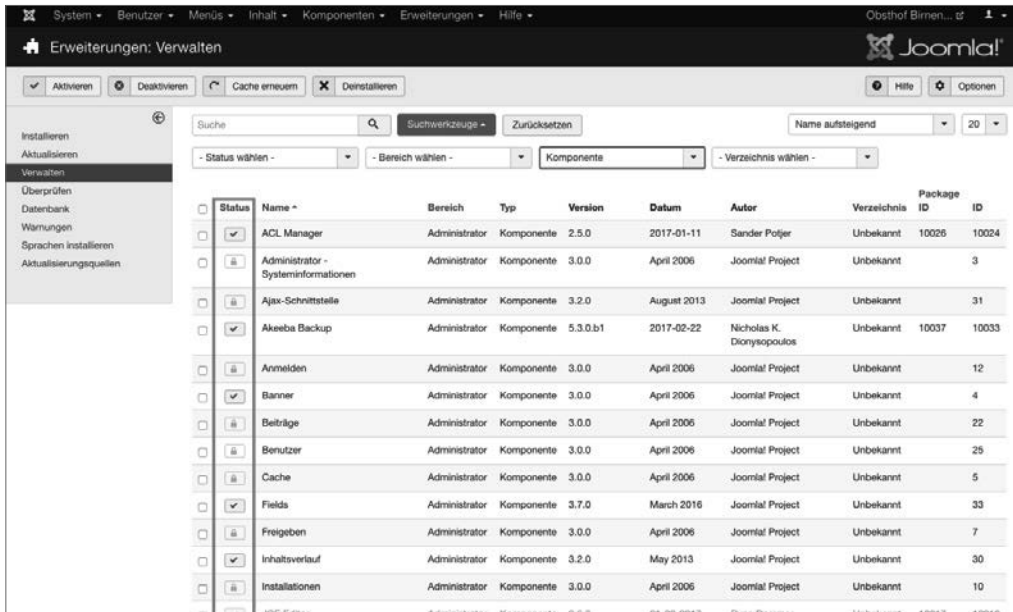 System Benutzer Menüs Inhalt Komponenten Erweiterungen Hilfe Obsthof Birnen...
Erweiterungen: Verwalten Joomla!
Aktivieren Deaktivieren Cache erneuern Deinstallieren Hilfe Optionen
Installieren
Aktualisieren
Verwalten
Überprüfen
Datenbank
Warnungen
Sprachen installieren
Aktualisierungsquellen
Suche Suchwerkzeuge Zurücksetzen Name aufsteigend 20
- Status wählen - - Bereich wählen - Komponente - Verzeichnis wählen -
Status Name Bereich Typ Version Datum Autor Verzeichnis Package ID ID
ACL Manager Administrator Komponente 2.5.0 2017-01-11 Sander Potjer Unbekannt 10026 10024
Administrator - Administrator Komponente 3.0.0 April 2006 Joomla! Project Unbekannt 3
Systeminformationen
Ajax-Schnittstelle Administrator Komponente 3.2.0 August 2013 Joomla! Project Unbekannt 31
Akeeba Backup Administrator Komponente 5.3.0.b1 2017-02-22 Nicholas K. Unbekannt 10037 10033
Dionysopoulos
Anmelden Administrator Komponente 3.0.0 April 2006 Joomla! Project Unbekannt 12
Banner Administrator Komponente 3.0.0 April 2006 Joomla! Project Unbekannt 4
Beiträge Administrator Komponente 3.0.0 April 2006 Joomla! Project Unbekannt 22
Benutzer Administrator Komponente 3.0.0 April 2006 Joomla! Project Unbekannt 25
Cache Administrator Komponente 3.0.0 April 2006 Joomla! Project Unbekannt 5
Fields Administrator Komponente 3.7.0 March 2016 Joomla! Project Unbekannt 33
Freigeben Administrator Komponente 3.0.0 April 2006 Joomla! Project Unbekannt 7
Inhaltsverlauf Administrator Komponente 3.2.0 May 2013 Joomla! Project Unbekannt 30
Installationen Administrator Komponente 3.0.0 April 2006 Joomla! Project Unbekannt 10